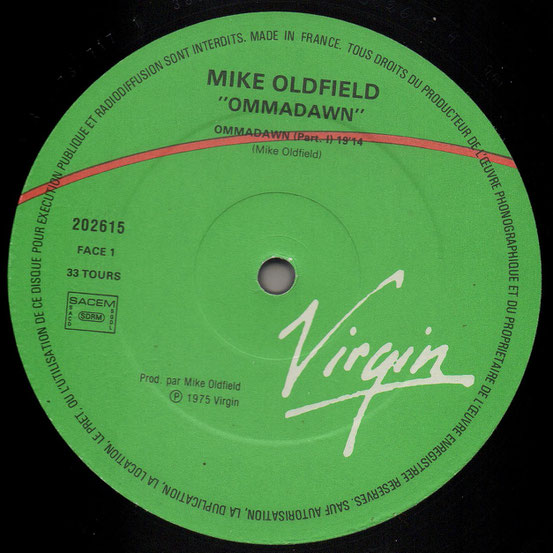 MIKE OLDFIELD
"OMMADAWN"
OMMADAWN (Part. I) 19'14
(Mike Oldfield)
202615
FACE 1
33 TOURS
SACEM
SACD
SDRM
SGDL
Virgin
Prod. par Mike Oldfield
Ⓟ 1975 Virgin
MADE IN FRANCE. TOUS DROITS DU PRODUCTEUR DE L'ŒUVRE PHONOGRAPHIQUE ET DU PROPRIETAIRE DE L'ŒUVRE ENREGISTREE RESERVES. SAUF AUTORISATION, LA DUPLICATION, LA LOCATION, LE PRET, OU L'UTILISATION DE CE DISQUE POUR EXECUTION PUBLIQUE ET RADIODIFFUSION SONT INTERDITS.